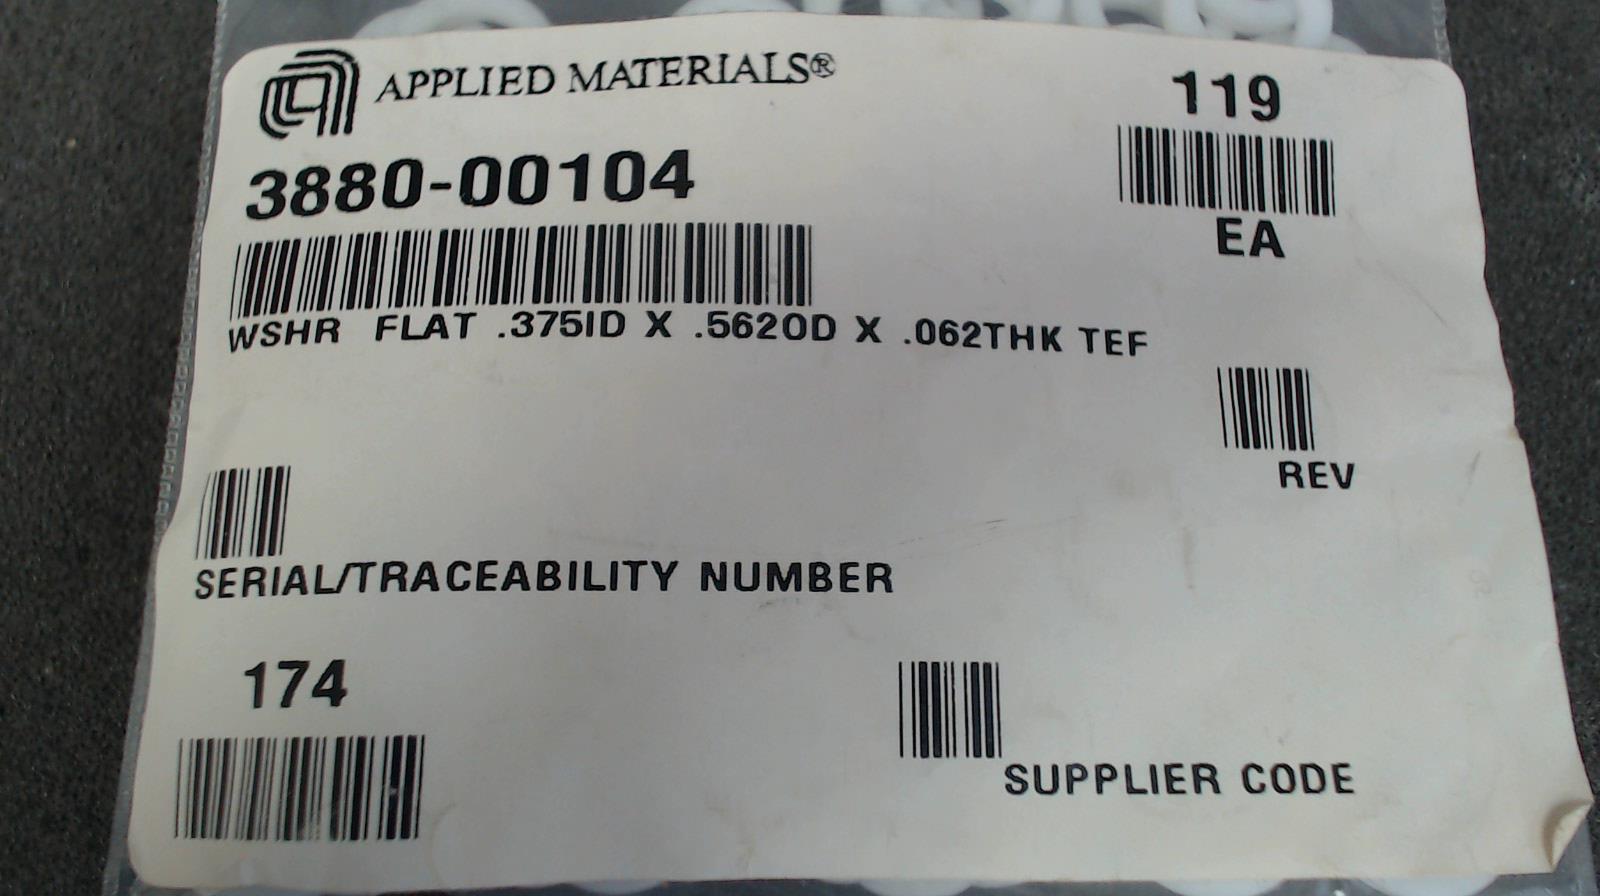 APPLIED MATERIALS®
119
3880-00104
EA
WSHR FLAT .375ID X .562OD X .062THK TEF
REV
SERIAL/TRACEABILITY NUMBER
174
SUPPLIER CODE